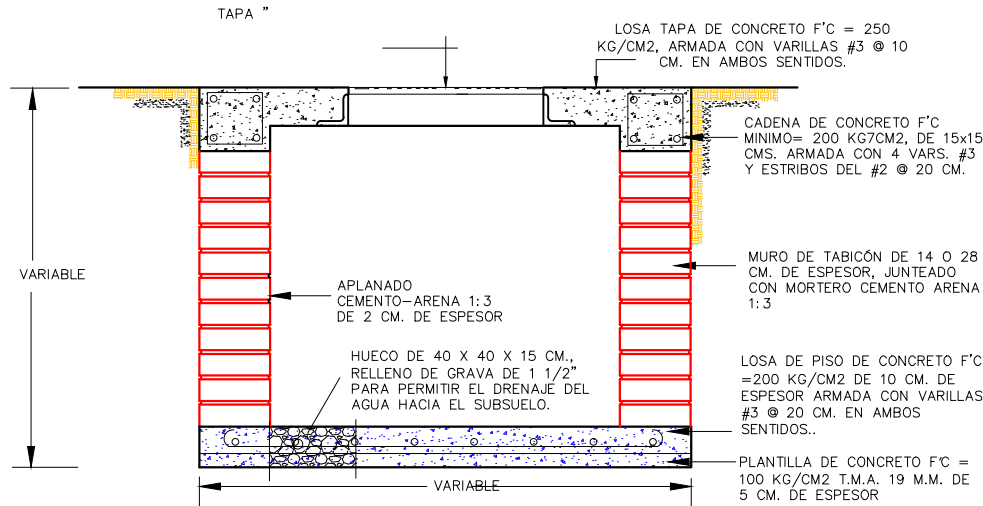 TAPA "
LOSA TAPA DE CONCRETO F'C = 250
KG/CM2, ARMADA CON VARILLAS #3 @ 10
CM. EN AMBOS SENTIDOS.
CADENA DE CONCRETO F'C
MINIMO= 200 KG7CM2, DE 15x15
CMS. ARMADA CON 4 VARS. #3
Y ESTRIBOS DEL #2 @ 20 CM.
VARIABLE
MURO DE TABICÓN DE 14 O 28
CM. DE ESPESOR, JUNTEADO
CON MORTERO CEMENTO ARENA
1:3
APLANADO
CEMENTO-ARENA 1:3
DE 2 CM. DE ESPESOR
HUECO DE 40 X 40 X 15 CM.,
RELLENO DE GRAVA DE 1 1/2"
PARA PERMITIR EL DRENAJE DEL
AGUA HACIA EL SUBSUELO.
LOSA DE PISO DE CONCRETO F'C
=200 KG/CM2 DE 10 CM. DE
ESPESOR ARMADA CON VARILLAS
#3 @ 20 CM. EN AMBOS
SENTIDOS..
PLANTILLA DE CONCRETO F'C =
100 KG/CM2 T.M.A. 19 M.M. DE
5 CM. DE ESPESOR
VARIABLE